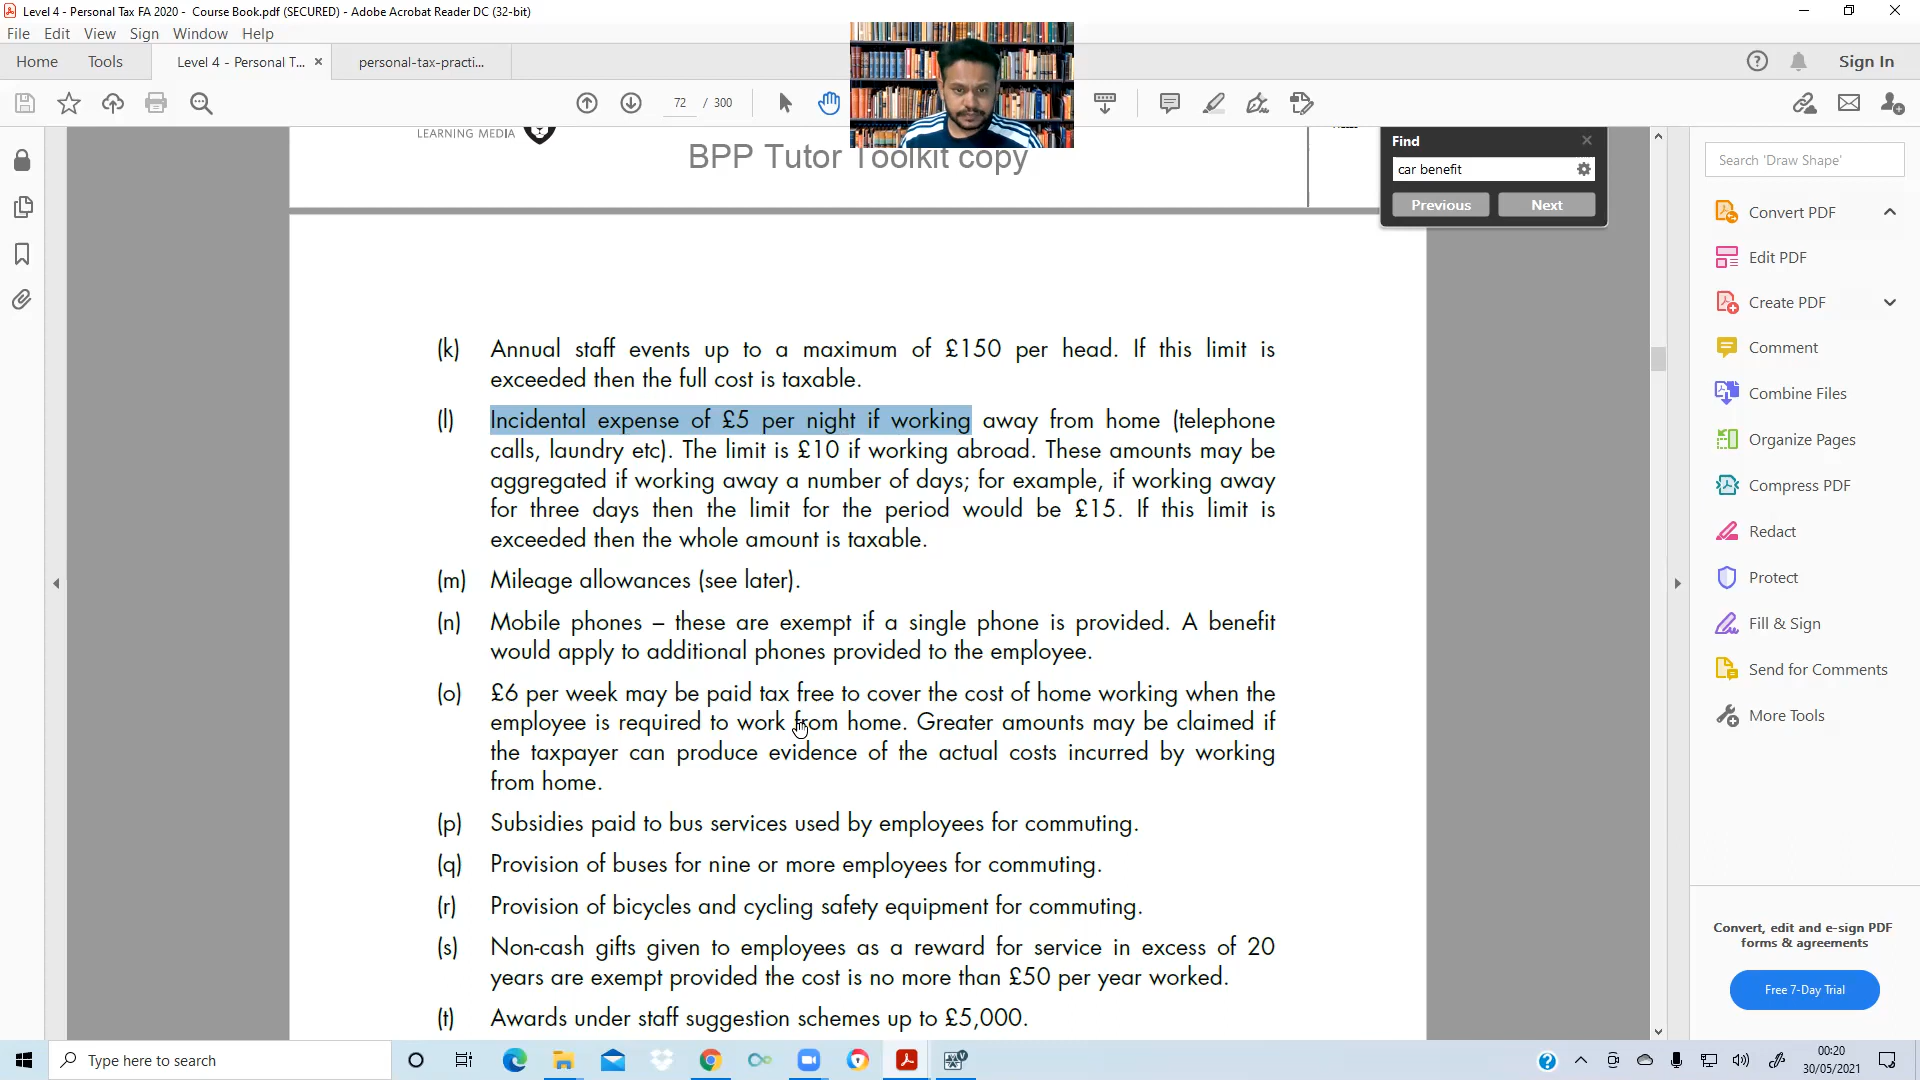 Level 4 - Personal Tax FA 2020 - Course Book.pdf (SECURED) - Adobe Acrobat Reader DC (32-bit)
File Edit View Sign Window Help
Home Tools Level 4 - Personal T... × personal-tax-practi... Sign In
72 / 300
LEARNING MEDIA
BPP Tutor Toolkit copy
Find
car benefit
Previous Next
(k) Annual staff events up to a maximum of £150 per head. If this limit is
exceeded then the full cost is taxable.
(l) Incidental expense of £5 per night if working away from home (telephone
calls, laundry etc). The limit is £10 if working abroad. These amounts may be
aggregated if working away a number of days; for example, if working away
for three days then the limit for the period would be £15. If this limit is
exceeded then the whole amount is taxable.
(m) Mileage allowances (see later).
(n) Mobile phones – these are exempt if a single phone is provided. A benefit
would apply to additional phones provided to the employee.
(o) £6 per week may be paid tax free to cover the cost of home working when the
employee is required to work from home. Greater amounts may be claimed if
the taxpayer can produce evidence of the actual costs incurred by working
from home.
(p) Subsidies paid to bus services used by employees for commuting.
(q) Provision of buses for nine or more employees for commuting.
(r) Provision of bicycles and cycling safety equipment for commuting.
(s) Non-cash gifts given to employees as a reward for service in excess of 20
years are exempt provided the cost is no more than £50 per year worked.
(t) Awards under staff suggestion schemes up to £5,000.
Search 'Draw Shape'
Convert PDF
Edit PDF
Create PDF
Comment
Combine Files
Organize Pages
Compress PDF
Redact
Protect
Fill & Sign
Send for Comments
More Tools
Convert, edit and e-sign PDF
forms & agreements
Free 7-Day Trial
Type here to search
00:20
30/05/2021